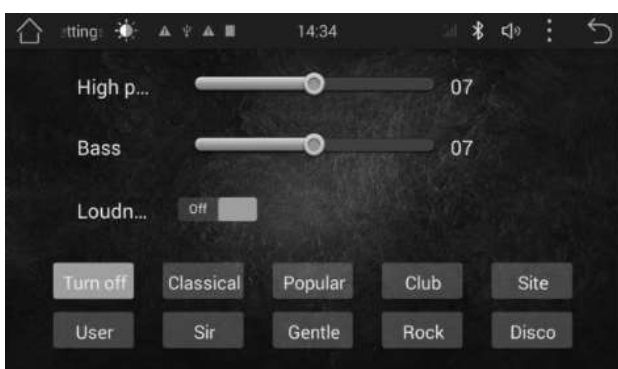 ttings 14:34
High p... 07
Bass 07
Loudn... Off
Turn off Classical Popular Club Site
User Sir Gentle Rock Disco